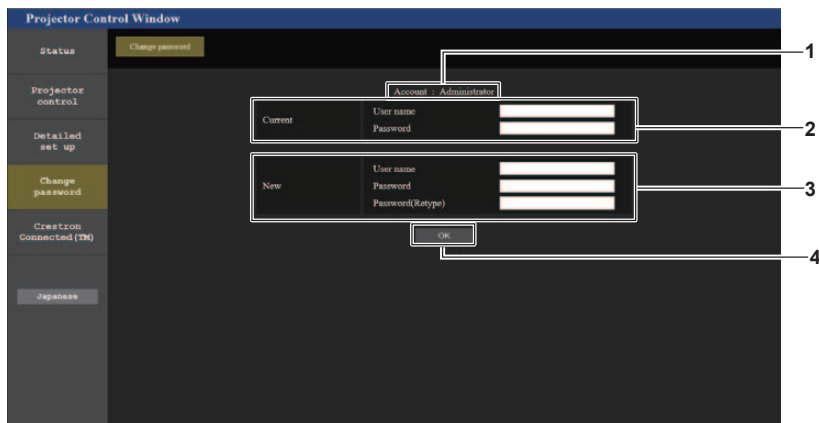 Projector Control Window
Status
Change password
1
Projector
control
Account : Administrator
Current
User name
Password
2
Detailed
set up
Change
password
New
User name
Password
Password(Retype)
3
Crestron
Connected(TM)
OK
4
Japanese